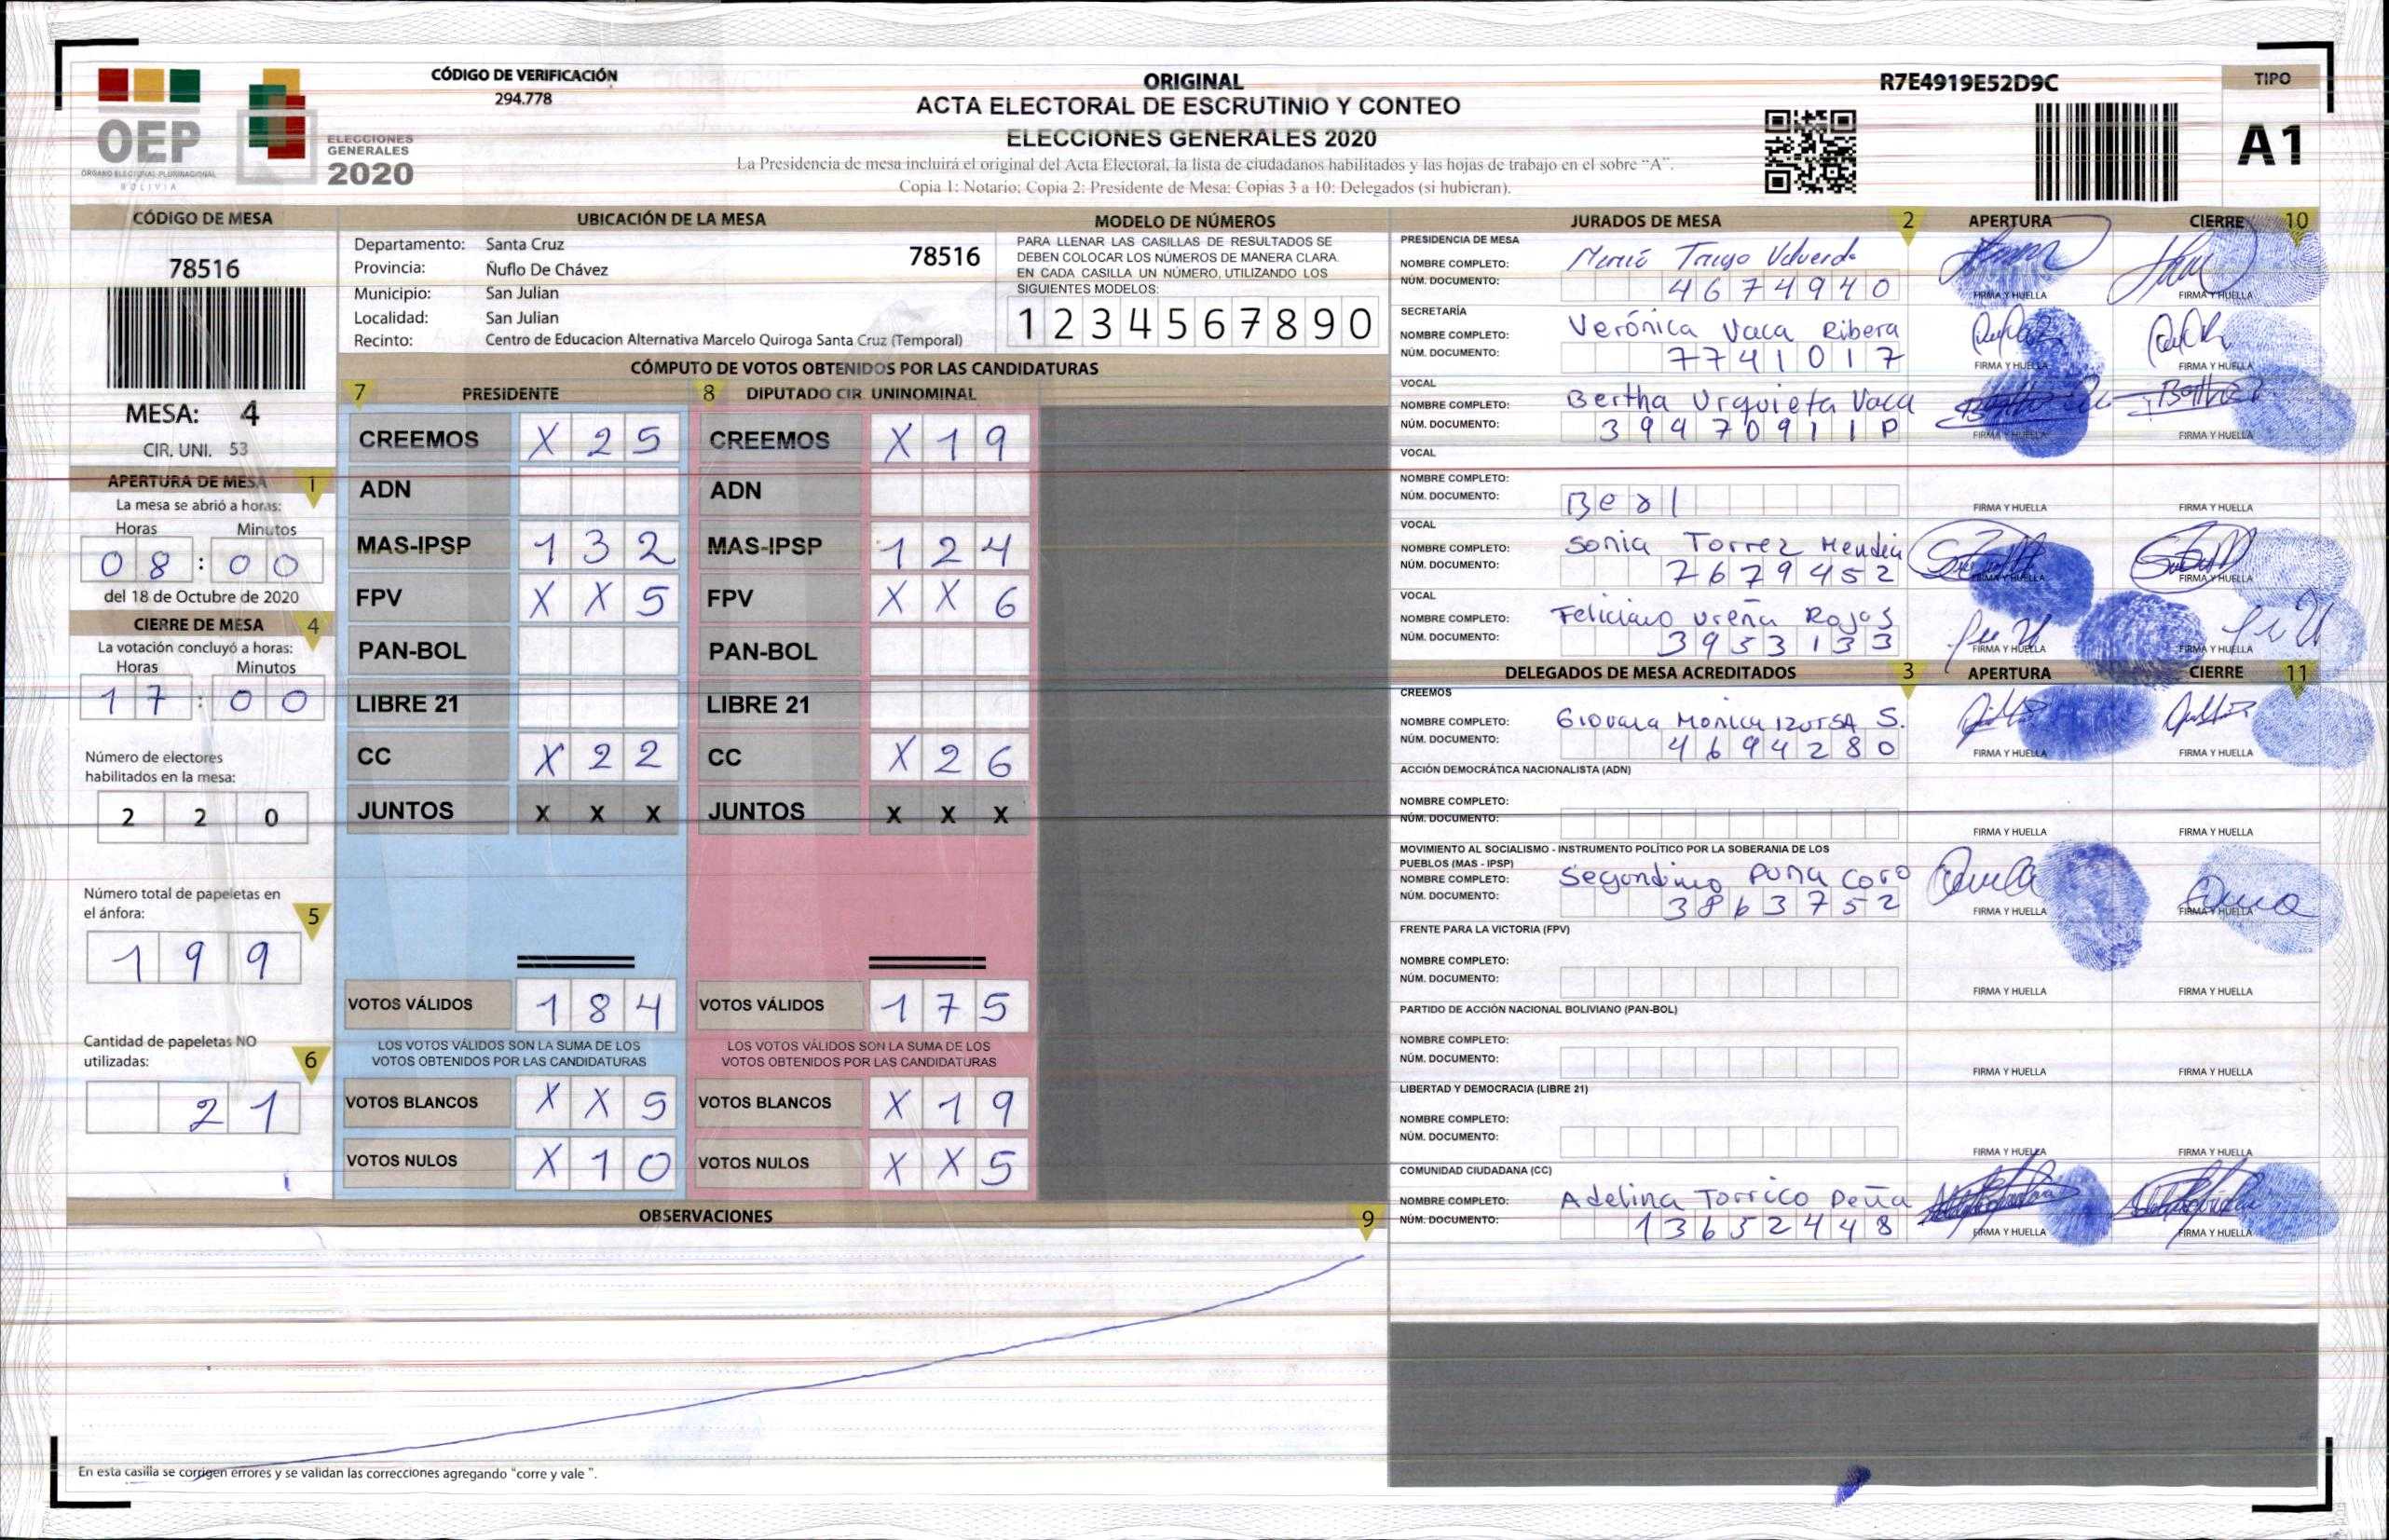 CÓDIGO DE VERIFICACIÓN
294.778
OEP
ÓRGANO ELECTORAL PLURINACIONAL
BOLIVIA
ELECCIONES
GENERALES
2020
ORIGINAL
ACTA ELECTORAL DE ESCRUTINIO Y CONTEO
ELECCIONES GENERALES 2020
La Presidencia de mesa incluirá el original del Acta Electoral, la lista de ciudadanos habilitados y las hojas de trabajo en el sobre "A".
Copia 1: Notario; Copia 2: Presidente de Mesa; Copias 3 a 10: Delegados (si hubieran).
R7E4919E52D9C
TIPO
A1
CÓDIGO DE MESA
78516
MESA: 4
CIR. UNI. 53
APERTURA DE MESA 1
La mesa se abrió a horas:
Horas Minutos
08:00
del 18 de Octubre de 2020
CIERRE DE MESA 4
La votación concluyó a horas:
Horas Minutos
17:00
Número de electores
habilitados en la mesa:
2 2 0
Número total de papeletas en
el ánfora: 5
1 9 9
Cantidad de papeletas NO
utilizadas: 6
2 1
UBICACIÓN DE LA MESA
Departamento: Santa Cruz 78516
Provincia: Ñuflo De Chávez
Municipio: San Julian
Localidad: San Julian
Recinto: Centro de Educacion Alternativa Marcelo Quiroga Santa Cruz (Temporal)
MODELO DE NÚMEROS
PARA LLENAR LAS CASILLAS DE RESULTADOS SE
DEBEN COLOCAR LOS NÚMEROS DE MANERA CLARA.
EN CADA CASILLA UN NÚMERO, UTILIZANDO LOS
SIGUIENTES MODELOS:
1 2 3 4 5 6 7 8 9 0
CÓMPUTO DE VOTOS OBTENIDOS POR LAS CANDIDATURAS
7 PRESIDENTE 8 DIPUTADO CIR. UNINOMINAL
CREEMOS X 2 5 CREEMOS X 1 9
ADN ADN
MAS-IPSP 1 3 2 MAS-IPSP 1 2 4
FPV X X 5 FPV X X 6
PAN-BOL PAN-BOL
LIBRE 21 LIBRE 21
CC X 2 2 CC X 2 6
JUNTOS X X X JUNTOS X X X
VOTOS VÁLIDOS 1 8 4 VOTOS VÁLIDOS 1 7 5
LOS VOTOS VÁLIDOS SON LA SUMA DE LOS LOS VOTOS VÁLIDOS SON LA SUMA DE LOS
VOTOS OBTENIDOS POR LAS CANDIDATURAS VOTOS OBTENIDOS POR LAS CANDIDATURAS
VOTOS BLANCOS X X 5 VOTOS BLANCOS X 1 9
VOTOS NULOS X 1 0 VOTOS NULOS X X 5
OBSERVACIONES 9
En esta casilla se corrigen errores y se validan las correcciones agregando "corre y vale ".
JURADOS DE MESA 2 APERTURA CIERRE 10
PRESIDENCIA DE MESA
NOMBRE COMPLETO:
NÚM. DOCUMENTO: 4674940
FIRMA Y HUELLA FIRMA Y HUELLA
SECRETARÍA
NOMBRE COMPLETO: Verónica Vaca Ribera
NÚM. DOCUMENTO: 7741017
FIRMA Y HUELLA FIRMA Y HUELLA
VOCAL
NOMBRE COMPLETO: Bertha Urquieta Vaca
NÚM. DOCUMENTO: 39470911P
FIRMA Y HUELLA FIRMA Y HUELLA
VOCAL
NOMBRE COMPLETO:
NÚM. DOCUMENTO:
FIRMA Y HUELLA FIRMA Y HUELLA
VOCAL
NOMBRE COMPLETO: Sonia Torrez
NÚM. DOCUMENTO: 7679452
FIRMA Y HUELLA FIRMA Y HUELLA
VOCAL
NOMBRE COMPLETO: Feliciano Ureña Rojas
NÚM. DOCUMENTO: 3953133
FIRMA Y HUELLA FIRMA Y HUELLA
DELEGADOS DE MESA ACREDITADOS 3 APERTURA CIERRE 11
CREEMOS
NOMBRE COMPLETO: Giovana Monica S.
NÚM. DOCUMENTO: 4694280
FIRMA Y HUELLA FIRMA Y HUELLA
ACCIÓN DEMOCRÁTICA NACIONALISTA (ADN)
NOMBRE COMPLETO:
NÚM. DOCUMENTO:
FIRMA Y HUELLA FIRMA Y HUELLA
MOVIMIENTO AL SOCIALISMO - INSTRUMENTO POLÍTICO POR LA SOBERANIA DE LOS
PUEBLOS (MAS - IPSP)
NOMBRE COMPLETO: Segondino Puma Coro
NÚM. DOCUMENTO: 3863752
FIRMA Y HUELLA FIRMA Y HUELLA
FRENTE PARA LA VICTORIA (FPV)
NOMBRE COMPLETO:
NÚM. DOCUMENTO:
FIRMA Y HUELLA FIRMA Y HUELLA
PARTIDO DE ACCIÓN NACIONAL BOLIVIANO (PAN-BOL)
NOMBRE COMPLETO:
NÚM. DOCUMENTO:
FIRMA Y HUELLA FIRMA Y HUELLA
LIBERTAD Y DEMOCRACIA (LIBRE 21)
NOMBRE COMPLETO:
NÚM. DOCUMENTO:
FIRMA Y HUELLA FIRMA Y HUELLA
COMUNIDAD CIUDADANA (CC)
NOMBRE COMPLETO: Adelina Torrico Peña
NÚM. DOCUMENTO: 13652448
FIRMA Y HUELLA FIRMA Y HUELLA